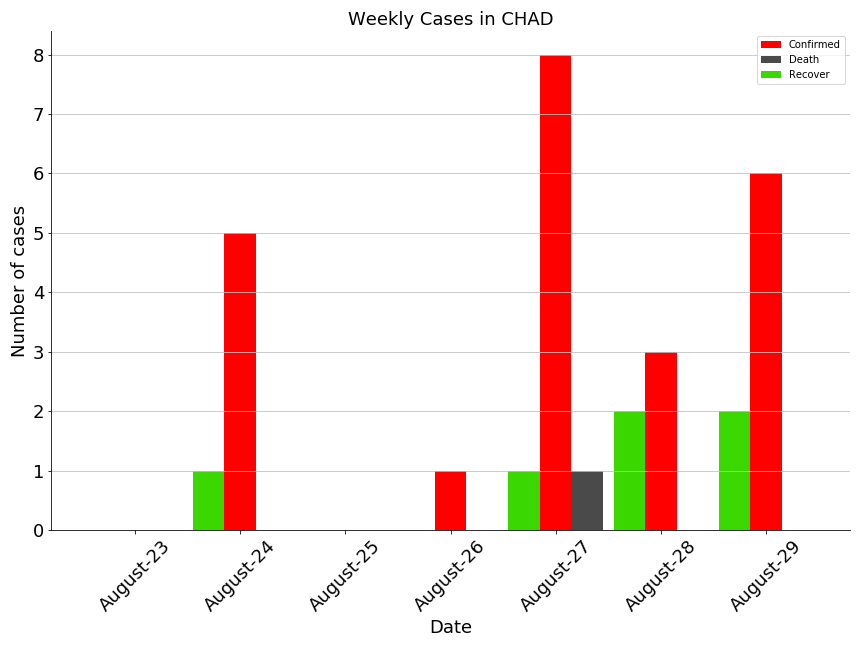 Weekly Cases in CHAD
Confirmed
Death
Recover
Number of cases
8
7
6
5
4
3
2
1
0
August-23
August-24
August-25
August-26
August-27
August-28
August-29
Date